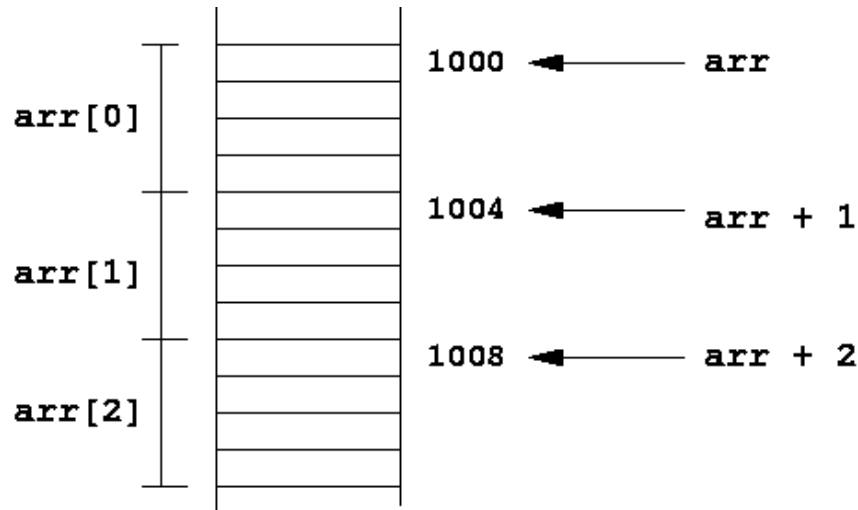 1000 arr
arr[0]
1004 arr + 1
arr[1]
1008 arr + 2
arr[2]